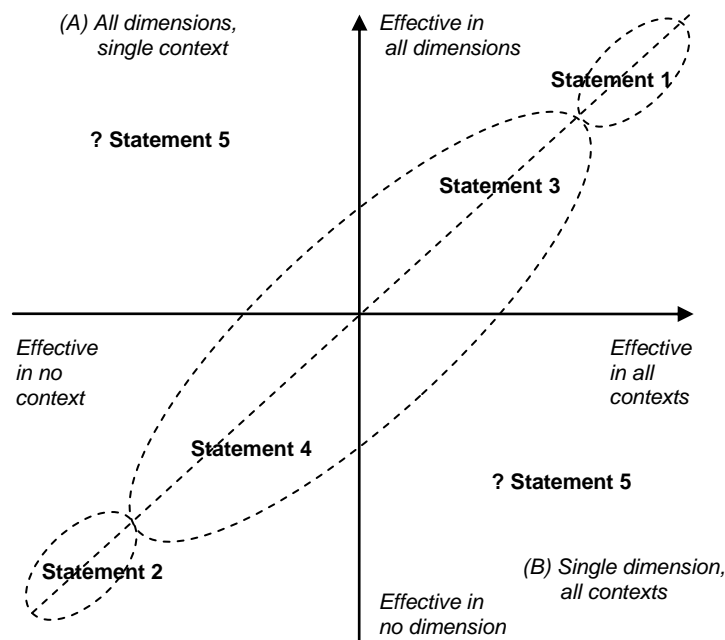 (A) All dimensions,
single context
Effective in
all dimensions
Statement 1
? Statement 5
Statement 3
Effective
in no
context
Effective
in all
contexts
Statement 4
? Statement 5
Statement 2
(B) Single dimension,
all contexts
Effective in
no dimension